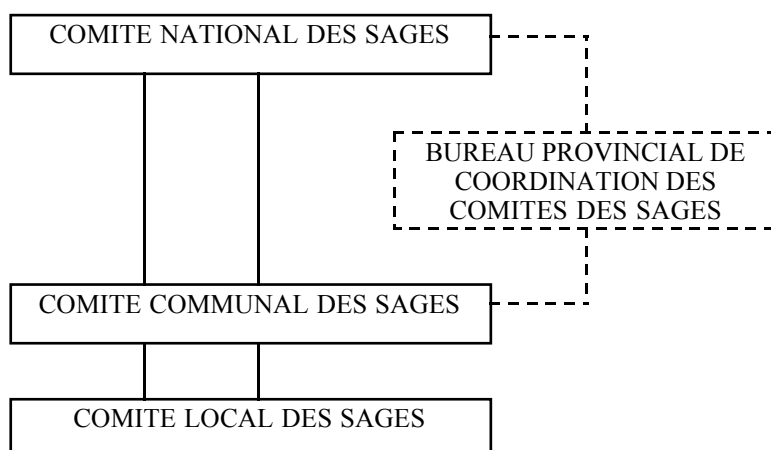 COMITE NATIONAL DES SAGES
BUREAU PROVINCIAL DE
COORDINATION DES
COMITES DES SAGES
COMITE COMMUNAL DES SAGES
COMITE LOCAL DES SAGES